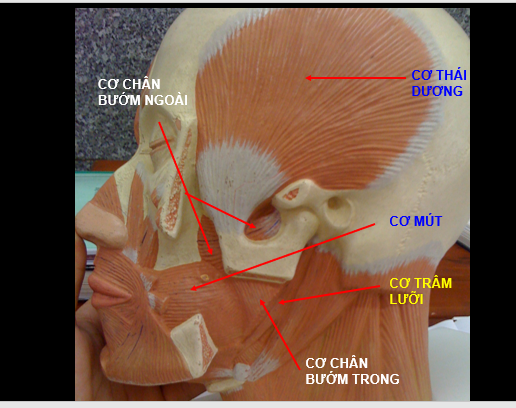 CƠ THÁI
DƯƠNG
CƠ CHÂN
BƯỚM NGOÀI
CƠ MÚT
CƠ TRÂM
LƯỠI
CƠ CHÂN
BƯỚM TRONG